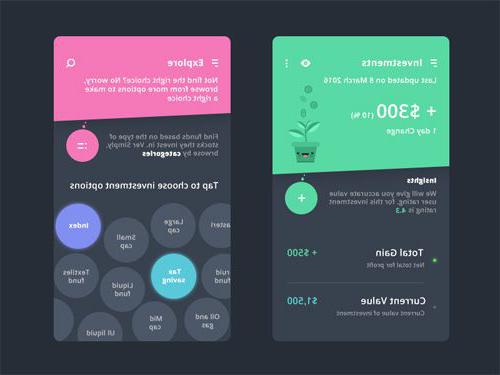 Investments
Last updated on 8 March 2016
+ $300 (10 %)
1 day Change
Insights
We will give you accurate value
user rating, for this investment
rating is 4.3
Total Gain
+ $500
Net total for profit
Current Value
$1,500
Current value of investment
Explore
Not find the right choice? No worry,
browse from more options to make
a right choice
Find funds based on the type of
stocks they invest in. Ver Simply,
browse by categories
Tap to choose investment options
Large
cap
Small
cap
Index
fund
Tax
saving
Liquid
fund
Textiles
fund
Oil and
gas
Mid
cap
UI liquid